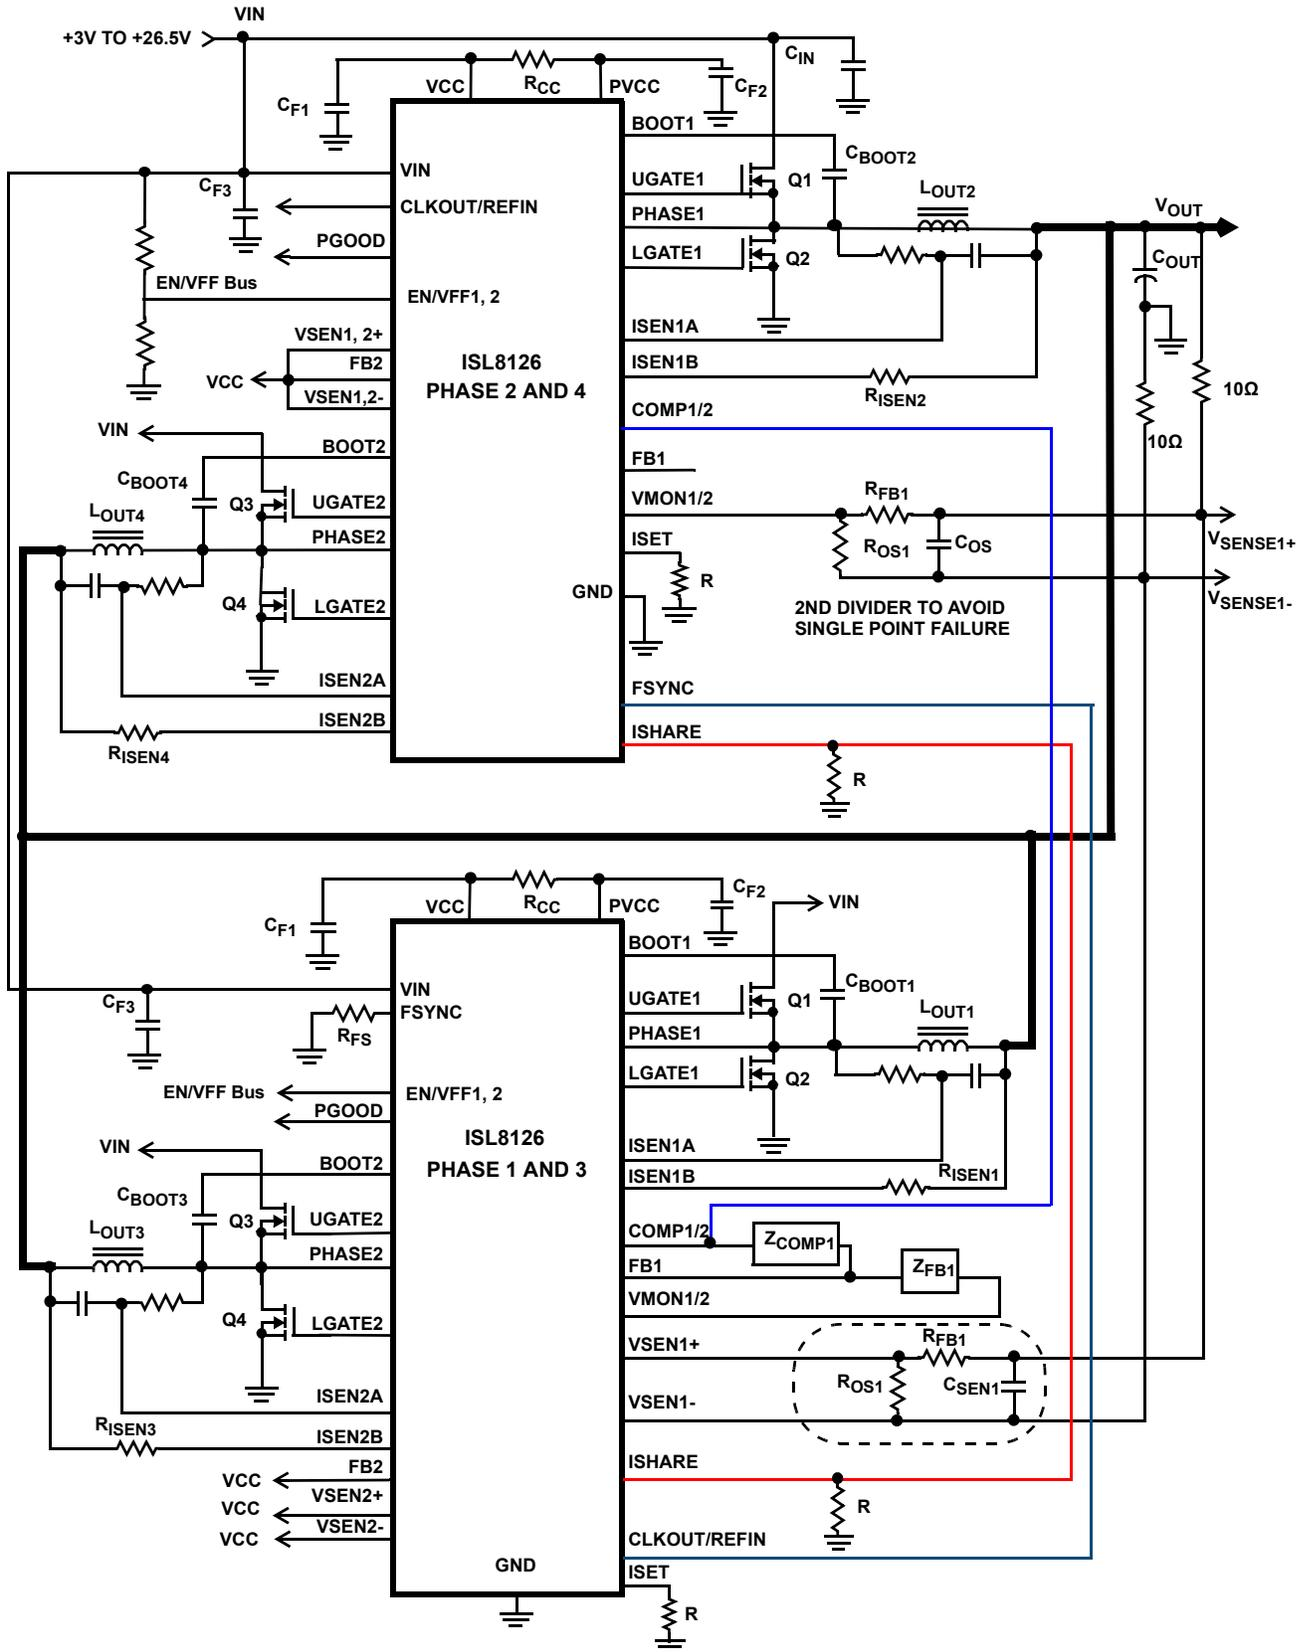 VIN
+3V TO +26.5V
CIN
VCC
RCC
PVCC
CF1
CF2
BOOT1
CBOOT2
VIN
CF3
UGATE1
Q1
LOUT2
CLKOUT/REFIN
PHASE1
VOUT
PGOOD
LGATE1
Q2
COUT
EN/VFF Bus
EN/VFF1, 2
VSEN1, 2+
ISEN1A
FB2
ISL8126
PHASE 2 AND 4
ISEN1B
VCC
RISEN2
10Ω
VSEN1,2-
COMP1/2
VIN
10Ω
BOOT2
FB1
CBOOT4
Q3
UGATE2
VMON1/2
RFB1
LOUT4
PHASE2
ISET
ROS1
COS
VSENSE1+
R
GND
Q4
LGATE2
VSENSE1-
2ND DIVIDER TO AVOID
SINGLE POINT FAILURE
ISEN2A
FSYNC
ISEN2B
ISHARE
RISEN4
R
VCC
RCC
PVCC
CF2
VIN
CF1
BOOT1
CBOOT1
VIN
CF3
UGATE1
Q1
LOUT1
FSYNC
RFS
PHASE1
LGATE1
Q2
EN/VFF Bus
EN/VFF1, 2
PGOOD
ISL8126
PHASE 1 AND 3
VIN
ISEN1A
BOOT2
ISEN1B
RISEN1
CBOOT3
Q3
UGATE2
LOUT3
COMP1/2
ZCOMP1
PHASE2
FB1
ZFB1
VMON1/2
Q4
LGATE2
VSEN1+
RFB1
ROS1
CSEN1
ISEN2A
VSEN1-
RISEN3
ISEN2B
ISHARE
FB2
VCC
VSEN2+
VCC
R
VSEN2-
VCC
CLKOUT/REFIN
GND
ISET
R